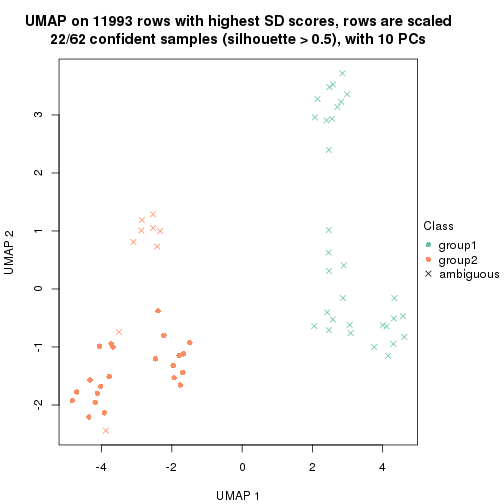 UMAP on 11993 rows with highest SD scores, rows are scaled
22/62 confident samples (silhouette > 0.5), with 10 PCs
3
2
1
0
-1
-2
UMAP 2
-4
-2
0
2
4
UMAP 1
Class
group1
group2
ambiguous